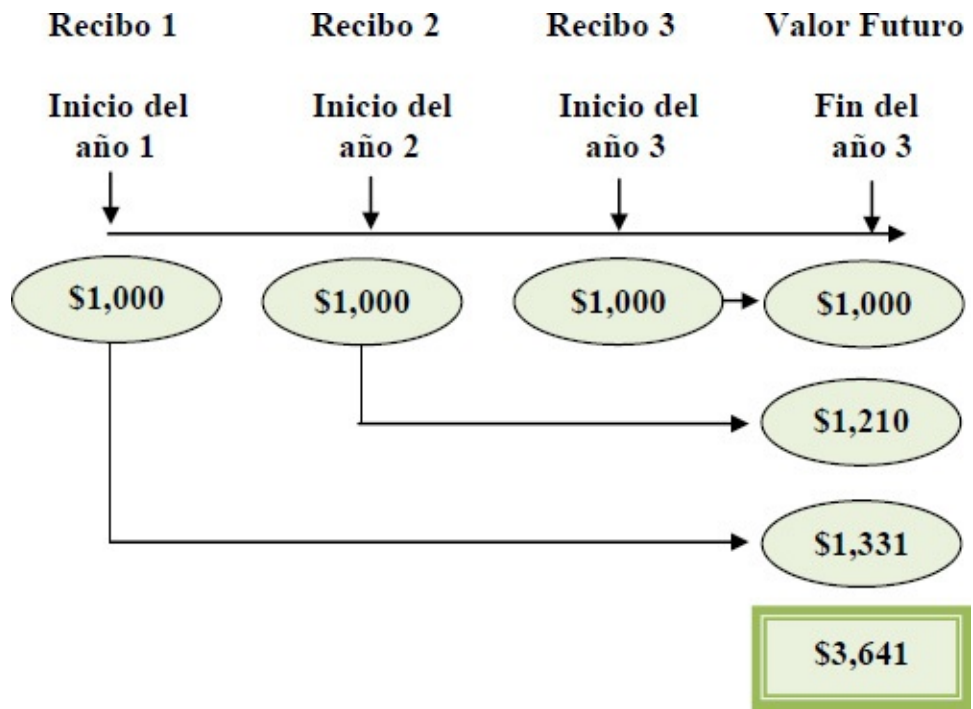 Recibo 1 Recibo 2 Recibo 3 Valor Futuro
Inicio del Inicio del Inicio del Fin del
año 1 año 2 año 3 año 3
$1,000 $1,000 $1,000 $1,000
$1,210
$1,331
$3,641